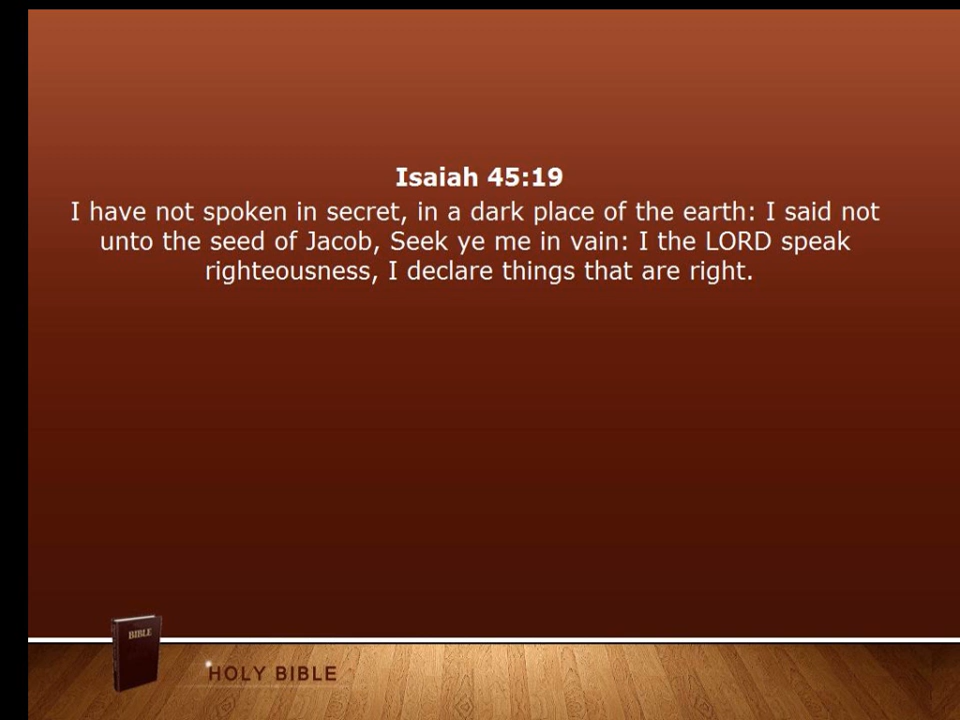 Isaiah 45:19
I have not spoken in secret, in a dark place of the earth: I said not
unto the seed of Jacob, Seek ye me in vain: I the LORD speak
righteousness, I declare things that are right.
BIBLE
HOLY BIBLE